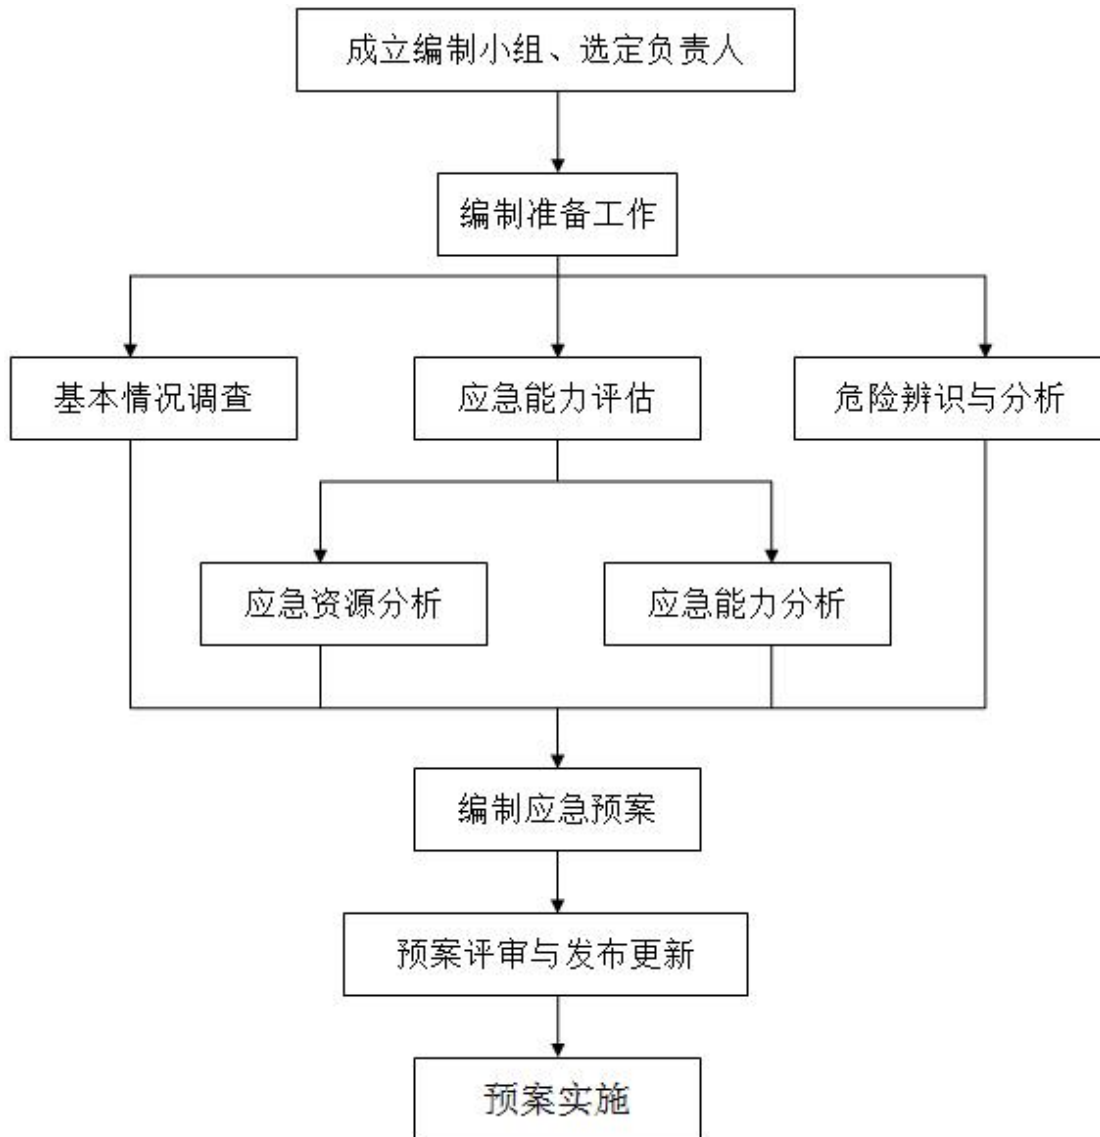 成立编制小组、选定负责人
编制准备工作
基本情况调查
应急能力评估
危险辨识与分析
应急资源分析
应急能力分析
编制应急预案
预案评审与发布更新
预案实施